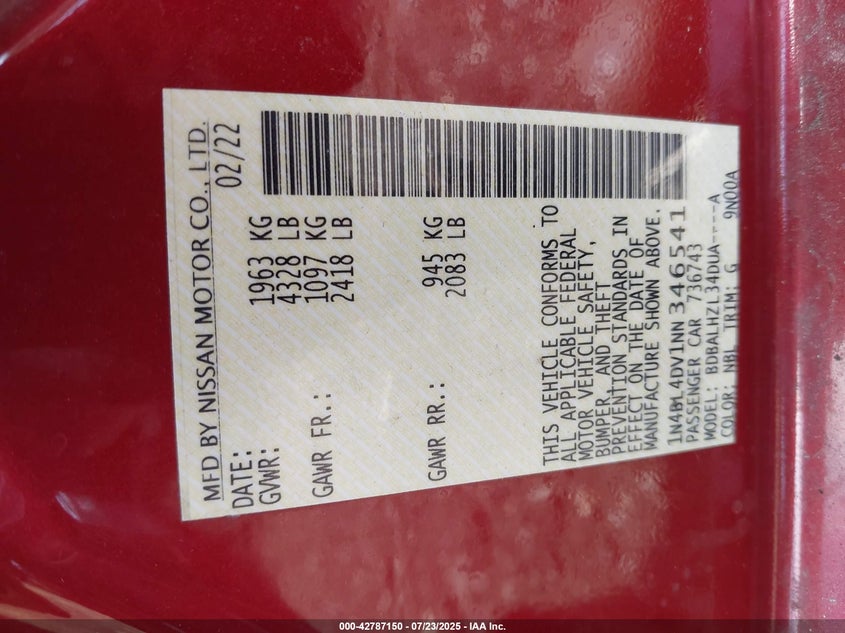 MFD BY NISSAN MOTOR CO., LTD.
DATE: 02/22
GVWR: 1963 KG
4328 LB
GAWR FR.: 1097 KG
2418 LB
GAWR RR.: 945 KG
2083 LB
THIS VEHICLE CONFORMS TO
ALL APPLICABLE FEDERAL
MOTOR VEHICLE SAFETY,
BUMPER, AND THEFT
PREVENTION STANDARDS IN
EFFECT ON THE DATE OF
MANUFACTURE SHOWN ABOVE.
1N4BL4DV1NN346541
PASSENGER CAR 736743
MODEL: BDBALHZL34DUA----A
COLOR: NBL TRIM: G 9N00A
000-42787150 - 07/23/2025 - IAA Inc.